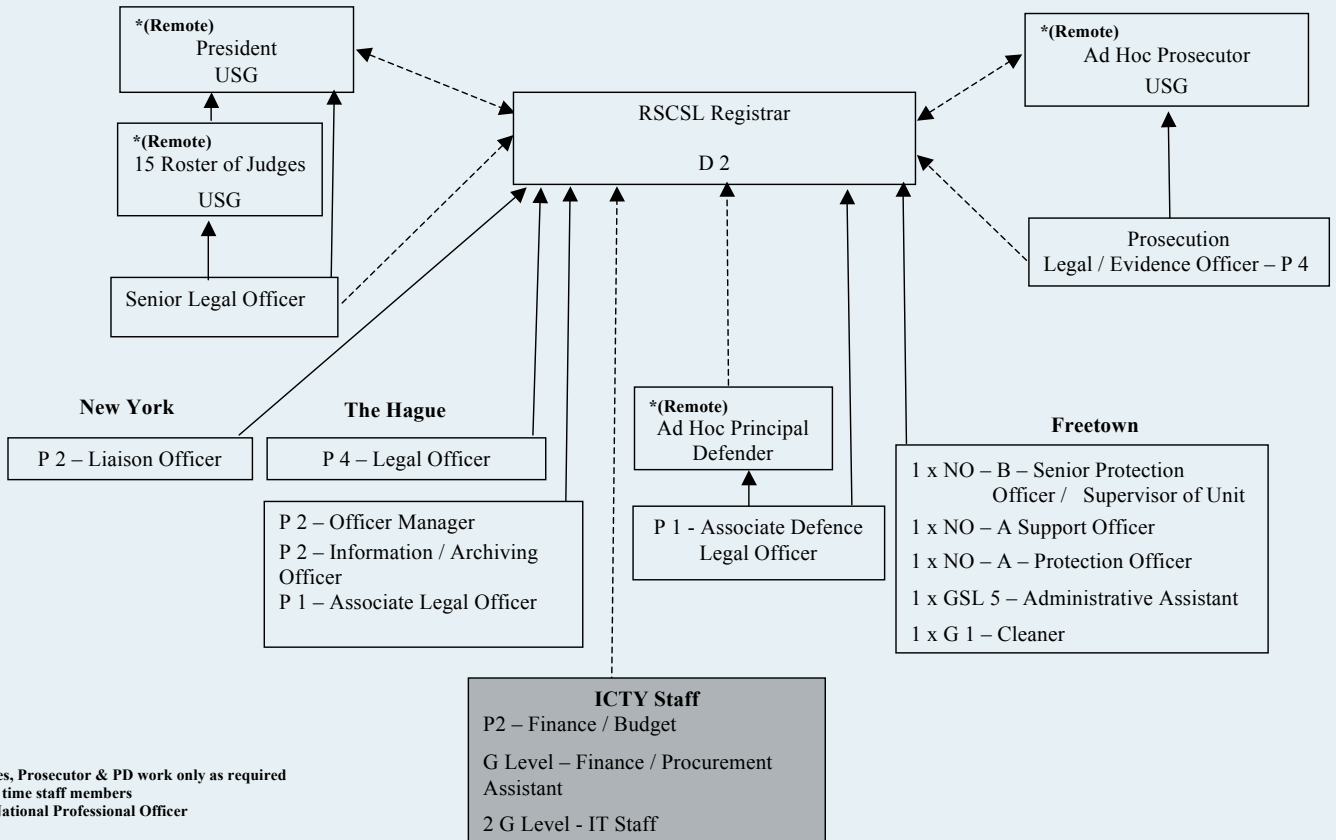 *(Remote)
President
USG
*(Remote)
Ad Hoc Prosecutor
USG
RSCSL Registrar
D 2
*(Remote)
15 Roster of Judges
USG
Prosecution
Legal / Evidence Officer – P 4
Senior Legal Officer
New York
P 2 – Liaison Officer
The Hague
P 4 – Legal Officer
P 2 – Officer Manager
P 2 – Information / Archiving
Officer
P 1 – Associate Legal Officer
*(Remote)
Ad Hoc Principal
Defender
P 1 - Associate Defence
Legal Officer
Freetown
1 x NO – B – Senior Protection
Officer / Supervisor of Unit
1 x NO – A Support Officer
1 x NO – A – Protection Officer
1 x GSL 5 – Administrative Assistant
1 x G 1 – Cleaner
ICTY Staff
P2 – Finance / Budget
G Level – Finance / Procurement
Assistant
2 G Level - IT Staff
Prosecutor & PD work only as required
time staff members
National Professional Officer